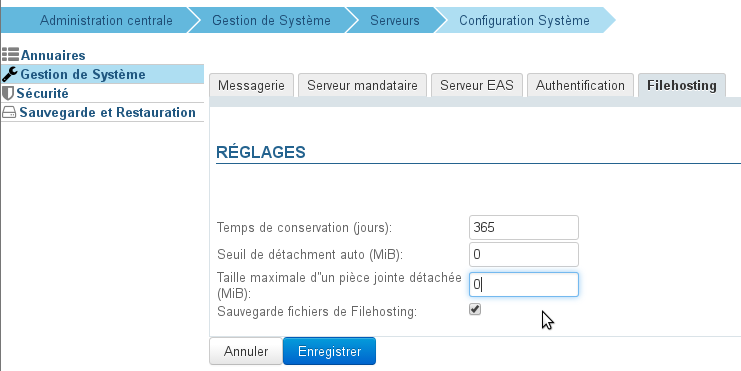 Administration centrale Gestion de Système Serveurs Configuration Système
Annuaires
Gestion de Système
Sécurité
Sauvegarde et Restauration
Messagerie Serveur mandataire Serveur EAS Authentification Filehosting
RÉGLAGES
Temps de conservation (jours): 365
Seuil de détachment auto (MiB): 0
Taille maximale d"un pièce jointe détachée
(MiB): 0
Sauvegarde fichiers de Filehosting:
Annuler Enregistrer